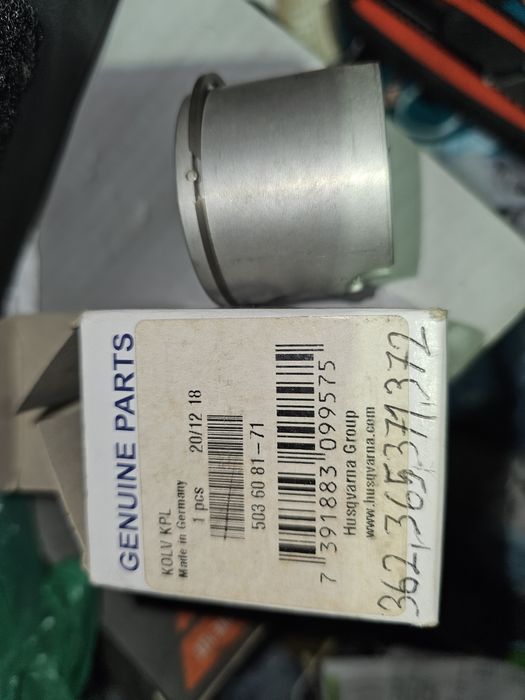 GENUINE PARTS
KOLV KPL
Made in Germany
1 pcs 20/12 18
503 60 81-71
7 391883 099575
Husqvarna Group
www.husqvarna.com
362,365,371,372